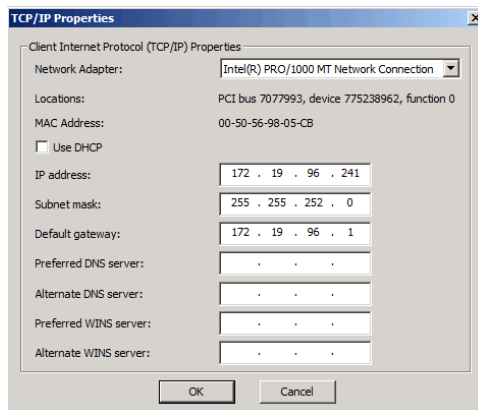 TCP/IP Properties
Client Internet Protocol (TCP/IP) Properties
Network Adapter: Intel(R) PRO/1000 MT Network Connection
Locations: PCI bus 7077993, device 775238962, function 0
MAC Address: 00-50-56-98-05-CB
Use DHCP
IP address: 172 . 19 . 96 . 241
Subnet mask: 255 . 255 . 252 . 0
Default gateway: 172 . 19 . 96 . 1
Preferred DNS server: . . .
Alternate DNS server: . . .
Preferred WINS server: . . .
Alternate WINS server: . . .
OK Cancel